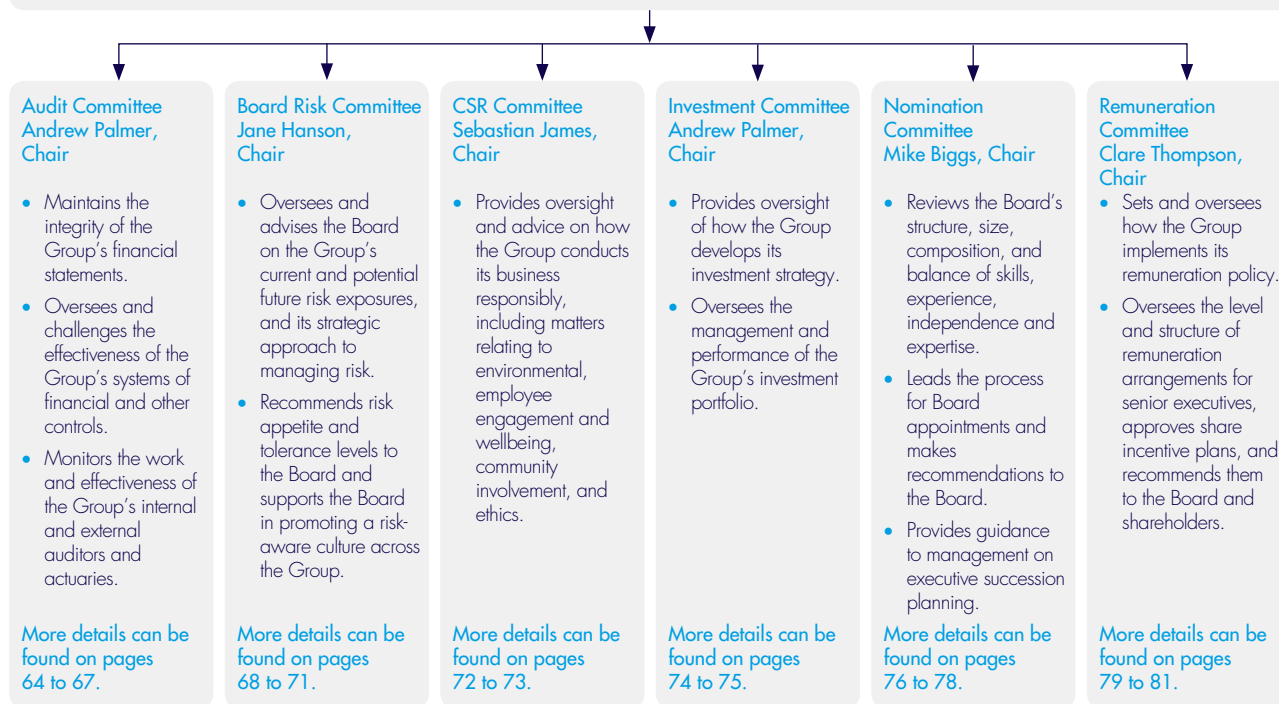 Audit Committee
Andrew Palmer,
Chair
• Maintains the
integrity of the
Group's financial
statements.
• Oversees and
challenges the
effectiveness of the
Group's systems of
financial and other
controls.
• Monitors the work
and effectiveness of
the Group's internal
and external
auditors and
actuaries.
More details can be
found on pages
64 to 67.
Board Risk Committee
Jane Hanson,
Chair
• Oversees and
advises the Board
on the Group's
current and potential
future risk exposures,
and its strategic
approach to
managing risk.
• Recommends risk
appetite and
tolerance levels to
the Board and
supports the Board
in promoting a risk-
aware culture across
the Group.
More details can be
found on pages
68 to 71.
CSR Committee
Sebastian James,
Chair
• Provides oversight
and advice on how
the Group conducts
its business
responsibly,
including matters
relating to
environmental,
employee
engagement and
wellbeing,
community
involvement, and
ethics.
More details can be
found on pages
72 to 73.
Investment Committee
Andrew Palmer,
Chair
• Provides oversight
of how the Group
develops its
investment strategy.
• Oversees the
management and
performance of the
Group's investment
portfolio.
More details can be
found on pages
74 to 75.
Nomination
Committee
Mike Biggs, Chair
• Reviews the Board's
structure, size,
composition, and
balance of skills,
experience,
independence and
expertise.
• Leads the process
for Board
appointments and
makes
recommendations to
the Board.
• Provides guidance
to management on
executive succession
planning.
More details can be
found on pages
76 to 78.
Remuneration
Committee
Clare Thompson,
Chair
• Sets and oversees
how the Group
implements its
remuneration policy.
• Oversees the level
and structure of
remuneration
arrangements for
senior executives,
approves share
incentive plans, and
recommends them
to the Board and
shareholders.
More details can be
found on pages
79 to 81.